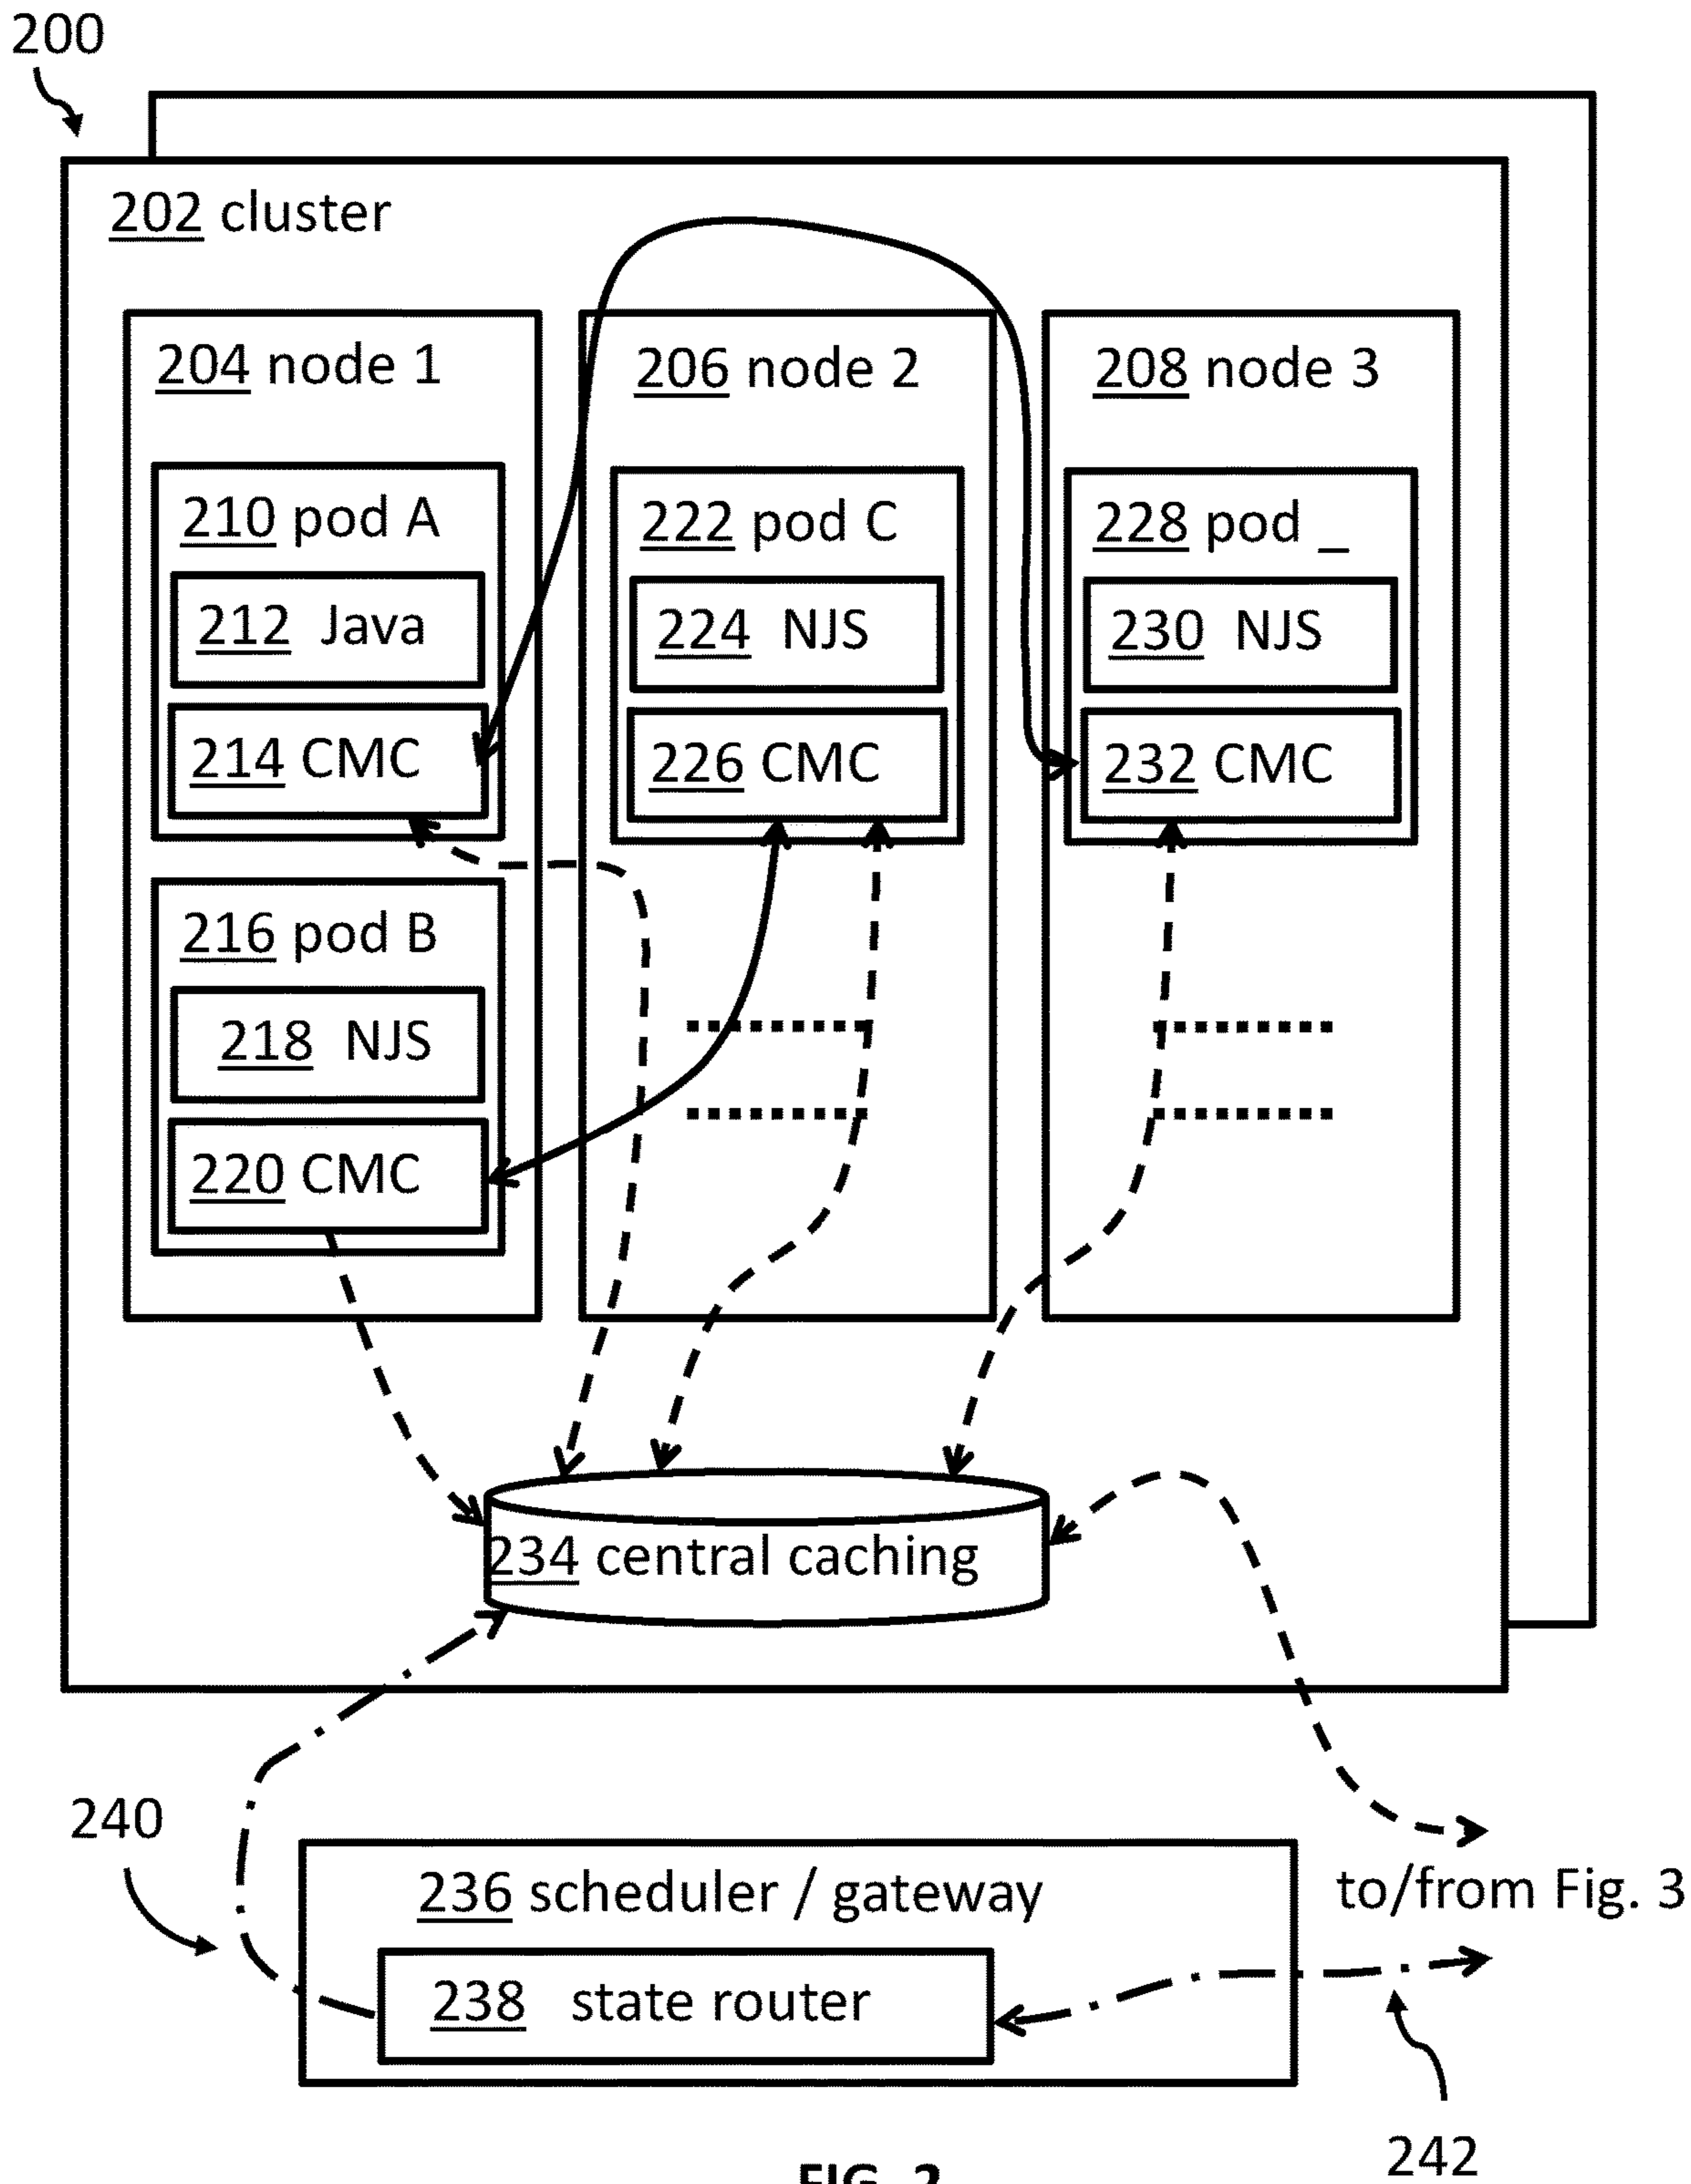 200
202 cluster
204 node 1
206 node 2
208 node 3
210 pod A
212 Java
214 CMC
216 pod B
218 NJS
220 CMC
222 pod C
224 NJS
226 CMC
228 pod _
230 NJS
232 CMC
234 central caching
240
236 scheduler / gateway
238 state router
to/from Fig. 3
242
FIG. 2